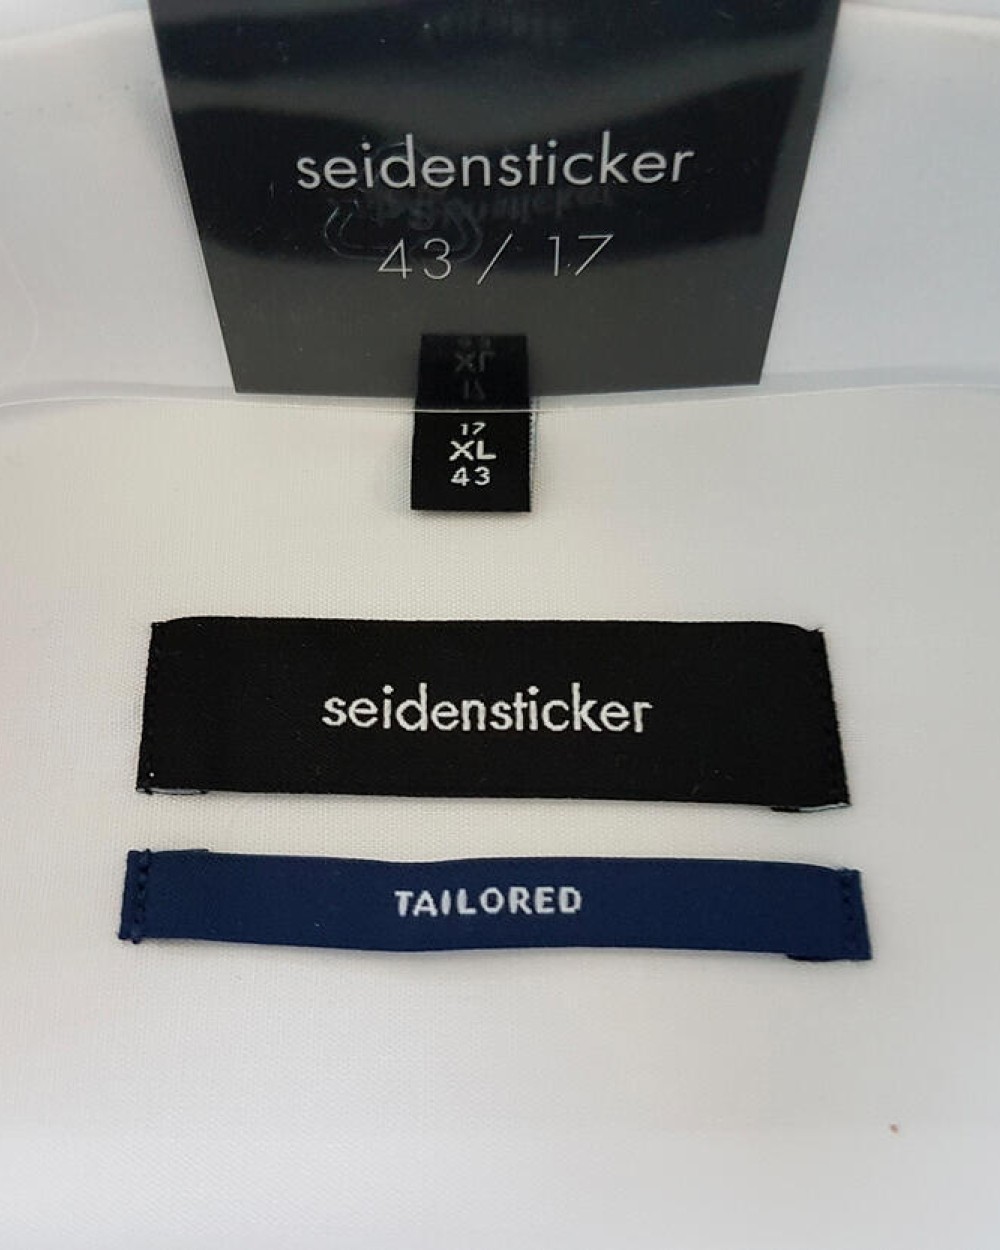 seidensticker
43 / 17
17
XL
43
seidensticker
TAILORED